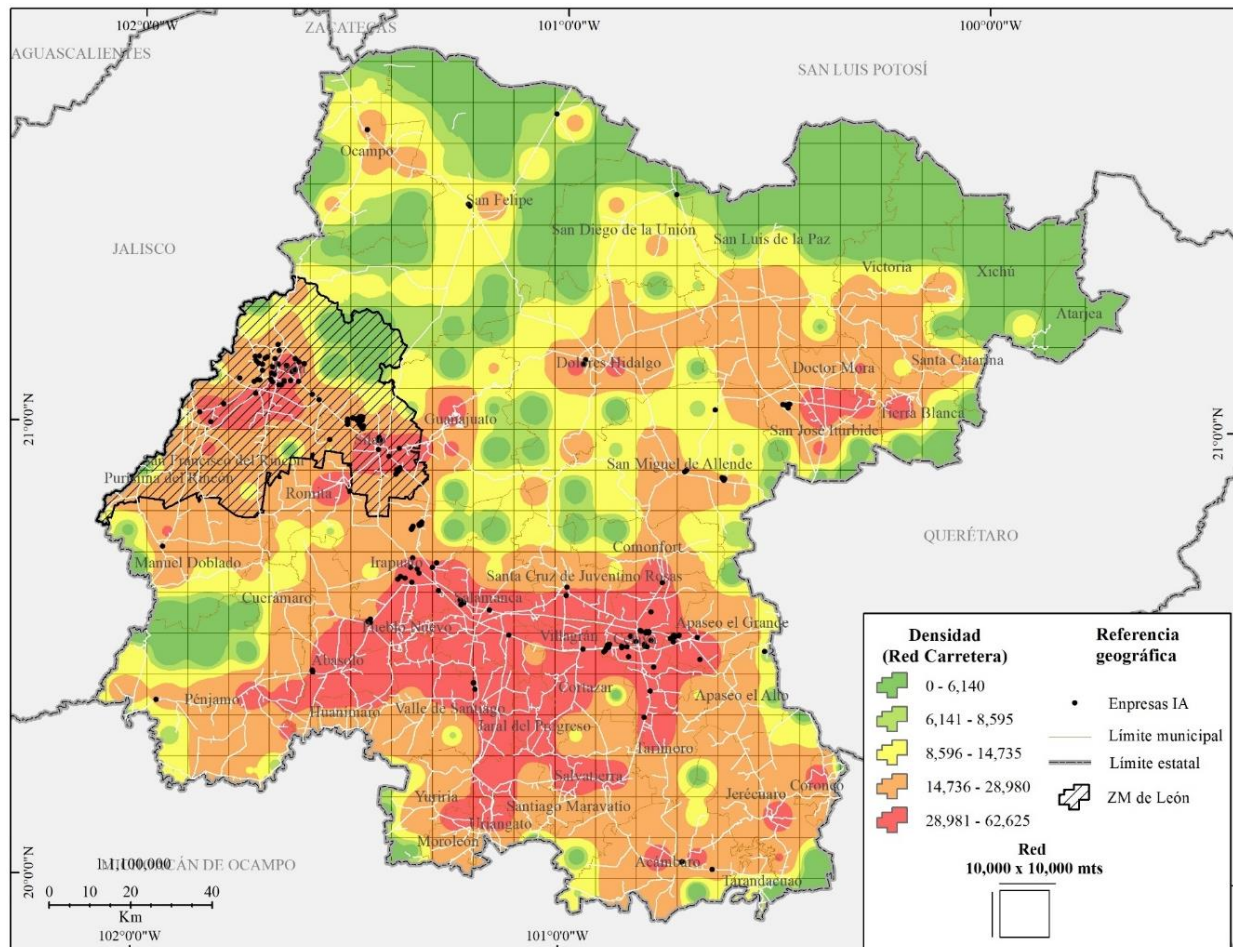 102°0'0"W
101°0'0"W
100°0'0"W
ZACATECAS
AGUASCALIENTES
SAN LUIS POTOSÍ
Ocampo
San Felipe
San Diego de la Unión
San Luis de la Paz
JALISCO
Victoria
Xichú
Atarjea
Dolores Hidalgo
Doctor Mora
Santa Catarina
Tierra Blanca
Guanajuato
San José Iturbide
21°0'0"N
21°0'0"N
Silao
San Francisco del Rincón
San Miguel de Allende
Purísima del Rincón
Romita
QUERÉTARO
Manuel Doblado
Comonfort
Irapuato
Santa Cruz de Juventino Rosas
Cuerámaro
Salamanca
Pueblo Nuevo
Villagrán
Apaseo el Grande
Abasolo
Cortazar
Pénjamo
Apaseo el Alto
Huanímaro
Valle de Santiago
Jaral del Progreso
Tarimoro
Salvatierra
Coroneo
Yuriria
Jerécuaro
Santiago Maravatío
Uriangato
Moroleón
Acámbaro
Tarandacuao
20°0'0"N
MICHOACÁN DE OCAMPO
1:1,100,000
0 10 20 40
Km
102°0'0"W
101°0'0"W
Densidad
(Red Carretera)
0 - 6,140
6,141 - 8,595
8,596 - 14,735
14,736 - 28,980
28,981 - 62,625
Referencia
geográfica
Enpresas IA
Límite municipal
Límite estatal
ZM de León
Red
10,000 x 10,000 mts